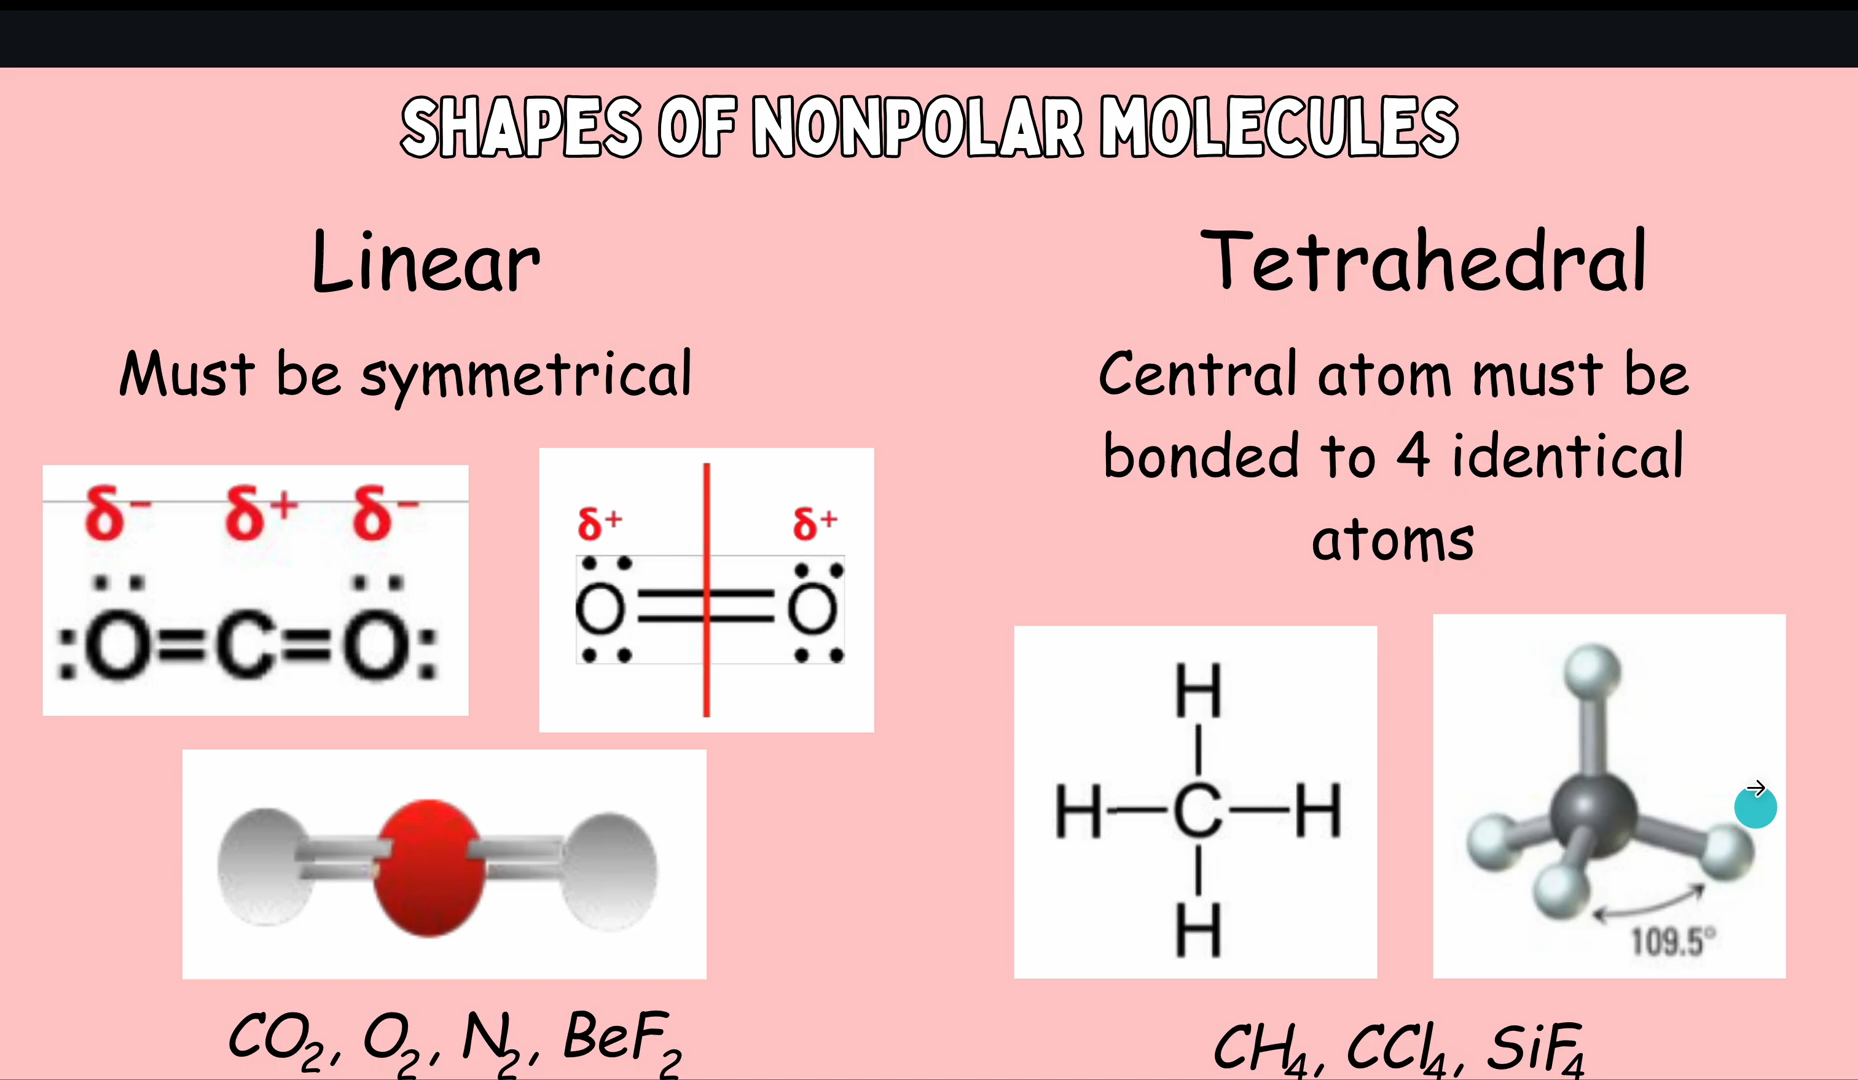 SHAPES OF NONPOLAR MOLECULES
Linear
Must be symmetrical
δ⁻ δ⁺ δ⁻
:O=C=O:
δ⁺ δ⁺
O=O
CO₂, O₂, N₂, BeF₂
Tetrahedral
Central atom must be
bonded to 4 identical
atoms
H
H—C—H
H
109.5°
CH₄, CCl₄, SiF₄